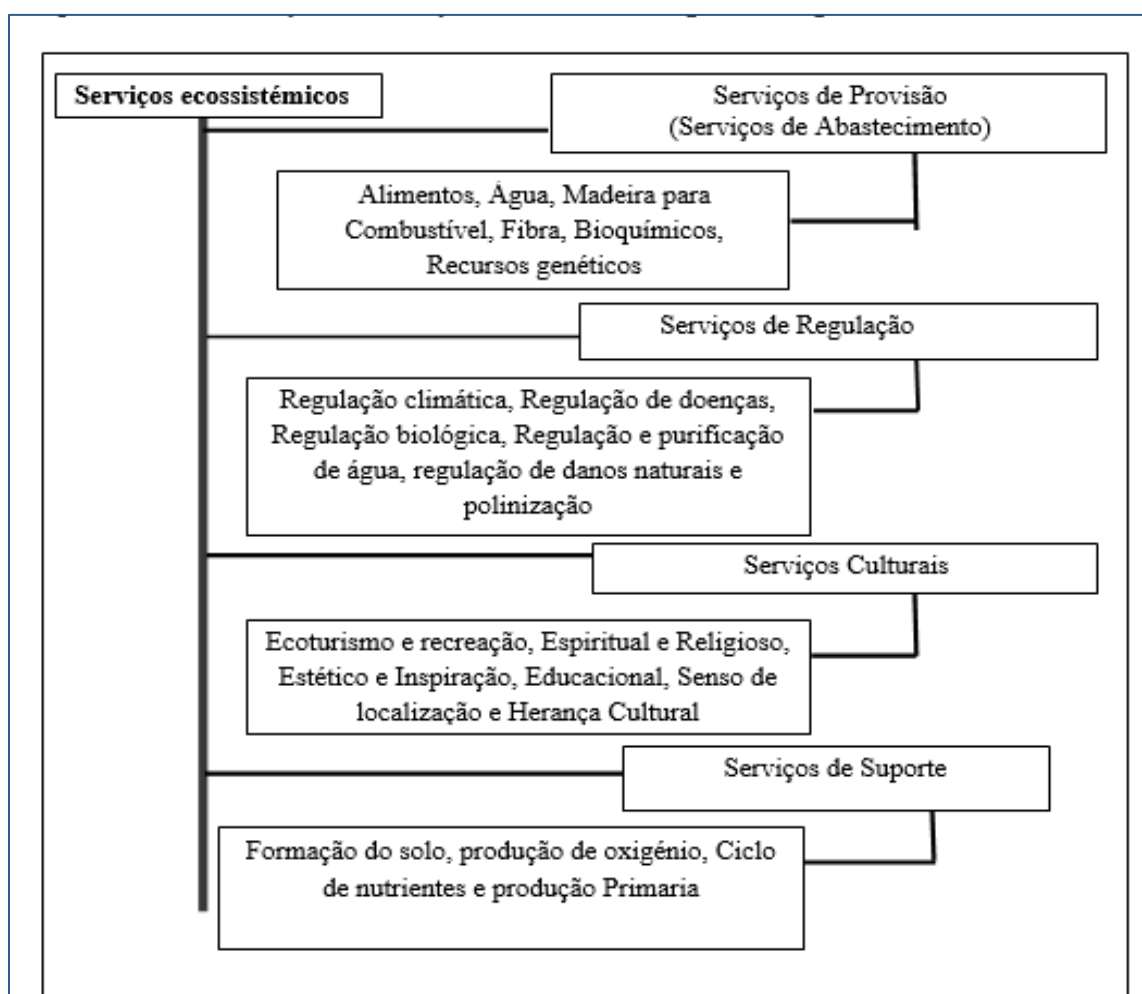 Serviços ecossistémicos
Serviços de Provisão
(Serviços de Abastecimento)
Alimentos, Água, Madeira para
Combustível, Fibra, Bioquímicos,
Recursos genéticos
Serviços de Regulação
Regulação climática, Regulação de doenças,
Regulação biológica, Regulação e purificação
de água, regulação de danos naturais e
polinização
Serviços Culturais
Ecoturismo e recreação, Espiritual e Religioso,
Estético e Inspiração, Educacional, Senso de
localização e Herança Cultural
Serviços de Suporte
Formação do solo, produção de oxigénio, Ciclo
de nutrientes e produção Primaria